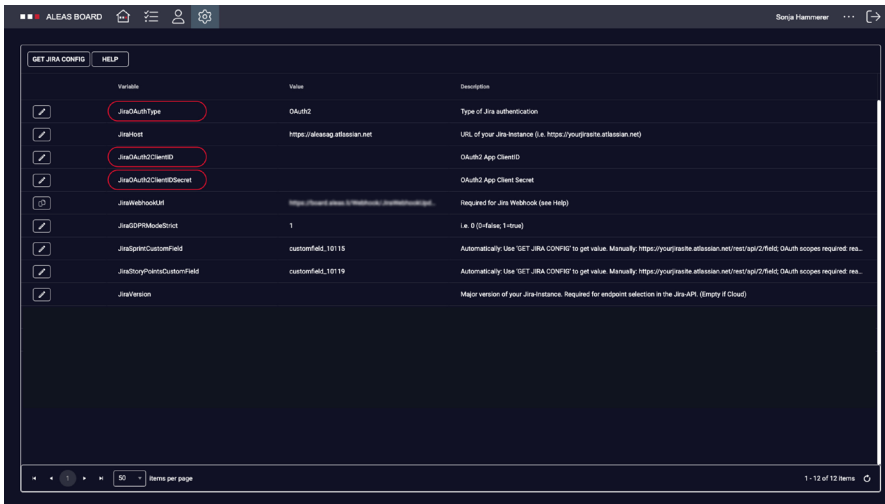 ALEAS BOARD
Sonja Hammerer
GET JIRA CONFIG HELP
Variable Value Description
JiraOAuthType OAuth2 Type of Jira authentication
JiraHost https://aleasag.atlassian.net URL of your Jira-Instance (i.e. https://yourjirasite.atlassian.net)
JiraOAuth2ClientID OAuth2 App ClientID
JiraOAuth2ClientIDSecret OAuth2 App Client Secret
JiraWebhookUrl Required for Jira Webhook (see Help)
JiraGDPRModeStrict 1 i.e. 0 (0=false; 1=true)
JiraSprintCustomField customfield_10115 Automatically: Use 'GET JIRA CONFIG' to get value. Manually: https://yourjirasite.atlassian.net/rest/api/2/field; OAuth scopes required: rea...
JiraStoryPointsCustomField customfield_10119 Automatically: Use 'GET JIRA CONFIG' to get value. Manually: https://yourjirasite.atlassian.net/rest/api/2/field; OAuth scopes required: rea...
JiraVersion Major version of your Jira-Instance. Required for endpoint selection in the Jira-API. (Empty if Cloud)
1 50 items per page 1 - 12 of 12 items